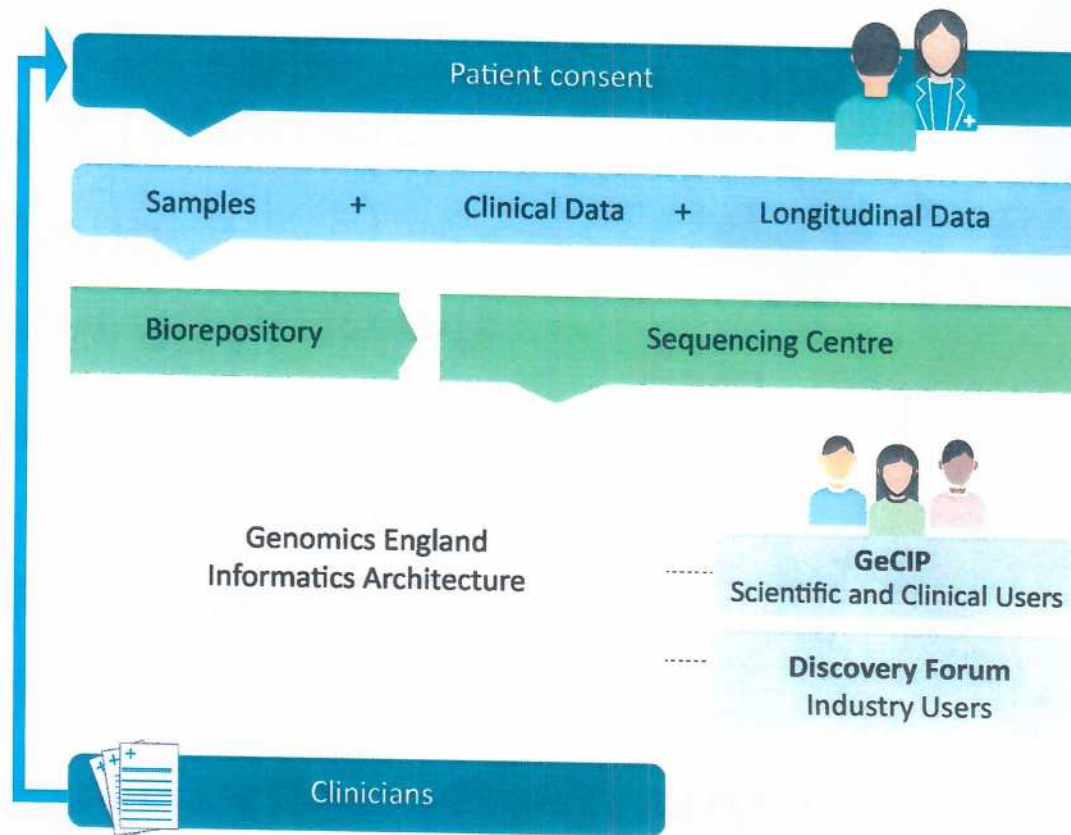 Patient consent
Samples + Clinical Data + Longitudinal Data
Biorepository
Sequencing Centre
Genomics England
Informatics Architecture
GeCIP
Scientific and Clinical Users
Discovery Forum
Industry Users
Clinicians